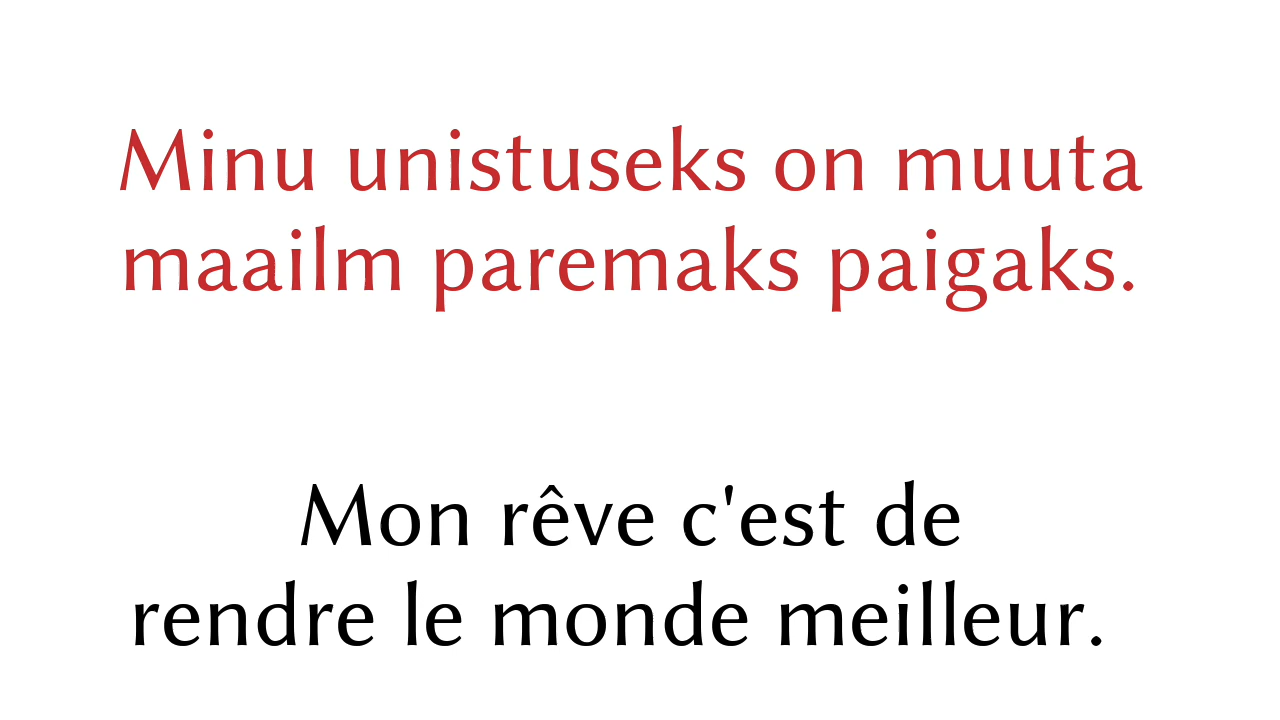 Minu unistuseks on muuta
maailm paremaks paigaks.
Mon rêve c'est de
rendre le monde meilleur.